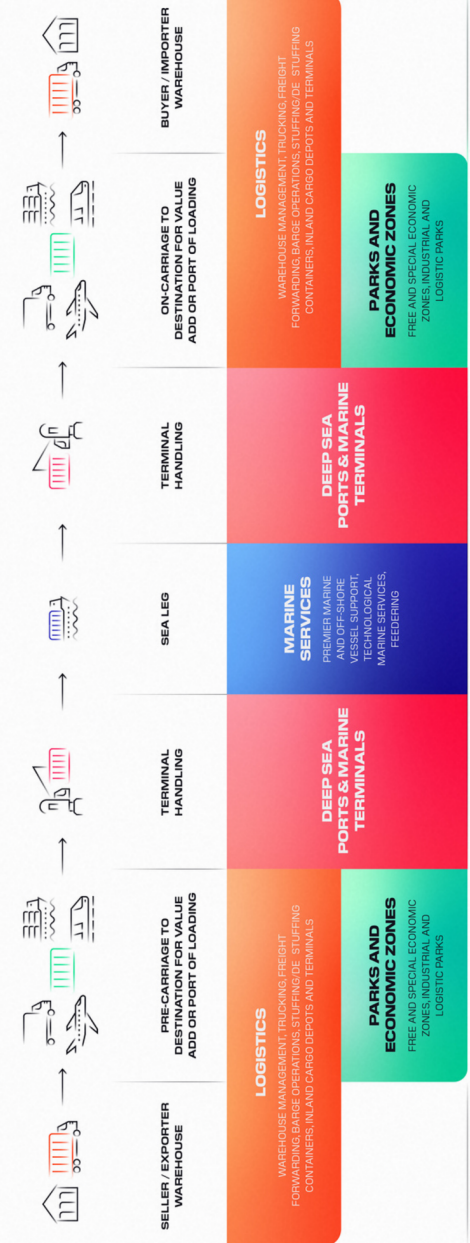 SELLER / EXPORTER
WAREHOUSE
PRE-CARRIAGE TO
DESTINATION FOR VALUE
ADD OR PORT OF LOADING
TERMINAL
HANDLING
SEA LEG
TERMINAL
HANDLING
ON-CARRIAGE TO
DESTINATION FOR VALUE
ADD OR PORT OF LOADING
BUYER / IMPORTER
WAREHOUSE
LOGISTICS
WAREHOUSE MANAGEMENT, TRUCKING, FREIGHT
FORWARDING, BARGE OPERATIONS, STUFFING/DE STUFFING
CONTAINERS, INLAND CARGO DEPOTS AND TERMINALS
PARKS AND
ECONOMIC ZONES
FREE AND SPECIAL ECONOMIC
ZONES, INDUSTRIAL AND
LOGISTIC PARKS
DEEP SEA
PORTS & MARINE
TERMINALS
MARINE
SERVICES
PREMIER MARINE
AND OFF-SHORE
VESSEL SUPPORT,
TECHNOLOGICAL
MARINE SERVICES,
FEEDERING
DEEP SEA
PORTS & MARINE
TERMINALS
LOGISTICS
WAREHOUSE MANAGEMENT, TRUCKING, FREIGHT
FORWARDING, BARGE OPERATIONS, STUFFING/DE STUFFING
CONTAINERS, INLAND CARGO DEPOTS AND TERMINALS
PARKS AND
ECONOMIC ZONES
FREE AND SPECIAL ECONOMIC
ZONES, INDUSTRIAL AND
LOGISTIC PARKS